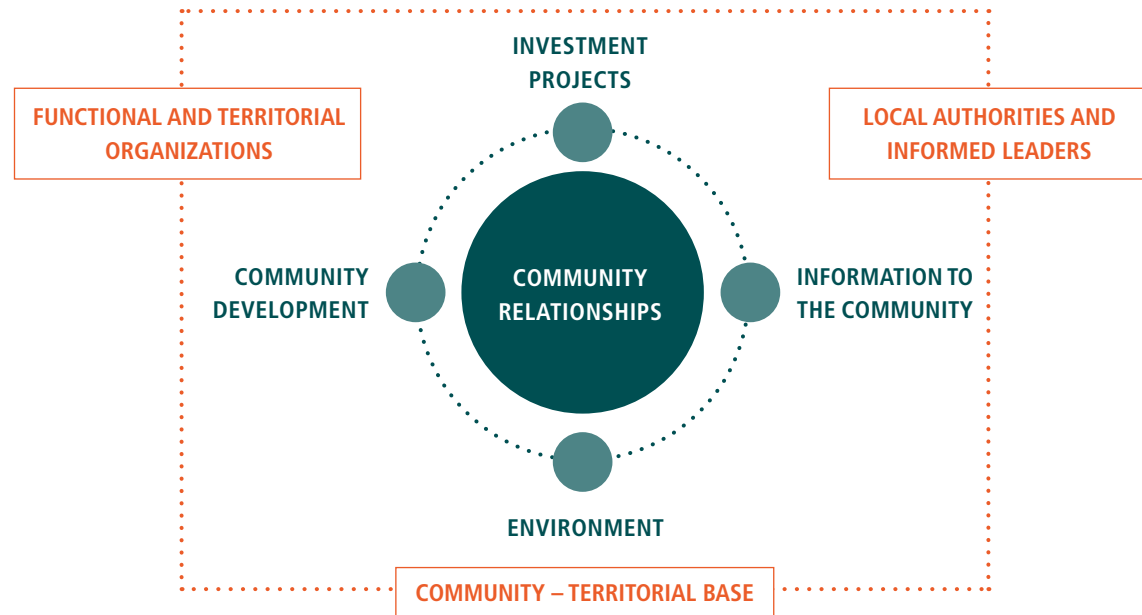 INVESTMENT
PROJECTS
FUNCTIONAL AND TERRITORIAL
ORGANIZATIONS
LOCAL AUTHORITIES AND
INFORMED LEADERS
COMMUNITY
DEVELOPMENT
COMMUNITY
RELATIONSHIPS
INFORMATION TO
THE COMMUNITY
ENVIRONMENT
COMMUNITY – TERRITORIAL BASE